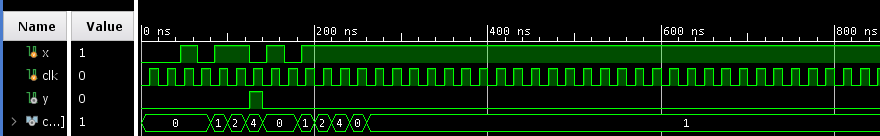 Name Value 0 ns 200 ns 400 ns 600 ns 800 ns
x 1
clk 0
y 0
> c...] 1 0 1 2 4 0 1 2 4 0 1